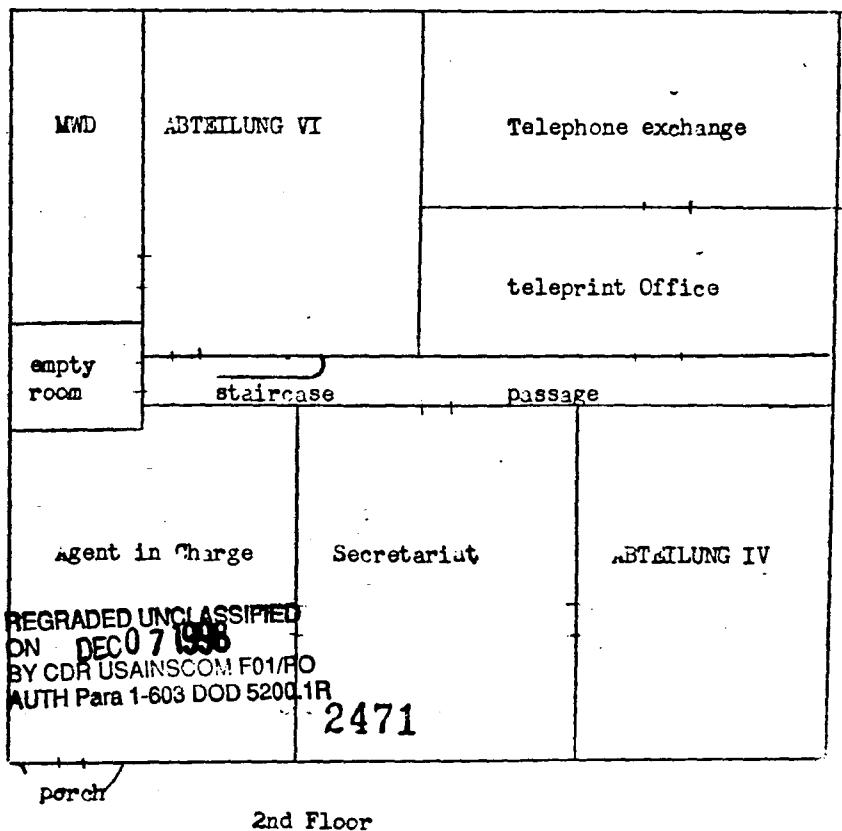 MWD
ABTEILUNG VI
Telephone exchange
teleprint Office
empty
room
staircase
passage
Agent in Charge
Secretariat
ABTEILUNG IV
REGRADED UNCLASSIFIED
ON DEC 07 1998
BY CDR USAINSCOM F01/PO
AUTH Para 1-603 DOD 5200.1R
2471
porch
2nd Floor